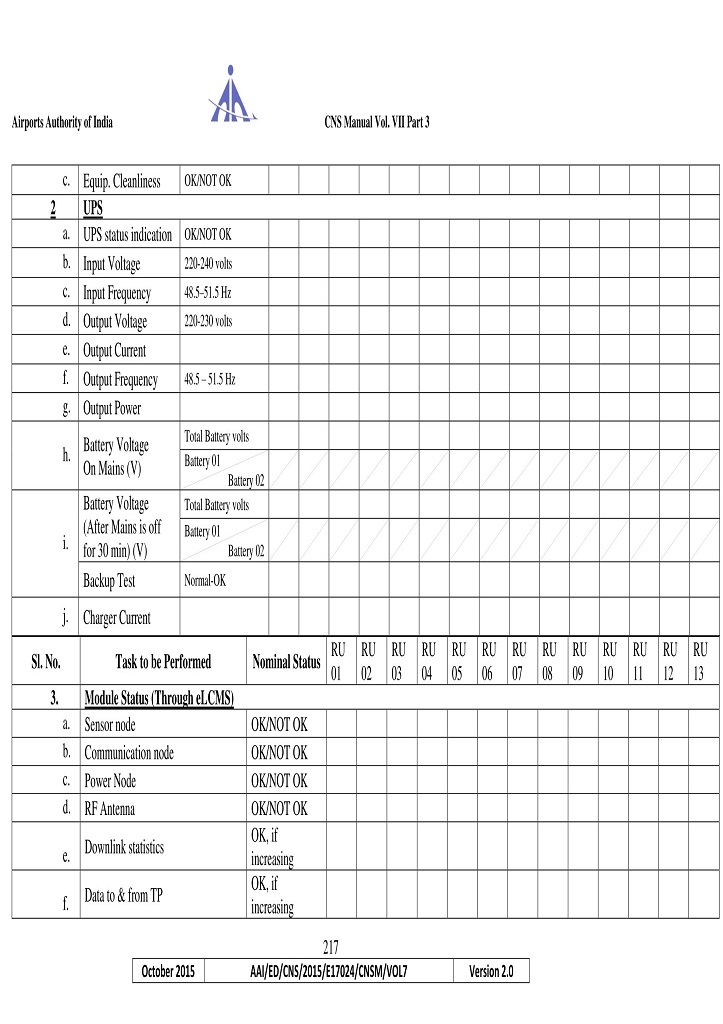 Airports Authority of India CNS Manual Vol. VII Part 3
c. Equip. Cleanliness OK/NOT OK
2 UPS
a. UPS status indication OK/NOT OK
b. Input Voltage 220-240 volts
c. Input Frequency 48.5–51.5 Hz
d. Output Voltage 220-230 volts
e. Output Current
f. Output Frequency 48.5 – 51.5 Hz
g. Output Power
h. Battery Voltage
On Mains (V)
Total Battery volts
Battery 01
Battery 02
i. Battery Voltage
(After Mains is off
for 30 min) (V)
Total Battery volts
Battery 01
Battery 02
Backup Test Normal-OK
j. Charger Current
Sl. No. Task to be Performed Nominal Status RU 01 RU 02 RU 03 RU 04 RU 05 RU 06 RU 07 RU 08 RU 09 RU 10 RU 11 RU 12 RU 13
3. Module Status (Through eLCMS)
a. Sensor node OK/NOT OK
b. Communication node OK/NOT OK
c. Power Node OK/NOT OK
d. RF Antenna OK/NOT OK
e. Downlink statistics OK, if
increasing
f. Data to & from TP OK, if
increasing
217
October 2015 AAI/ED/CNS/2015/E17024/CNSM/VOL7 Version 2.0